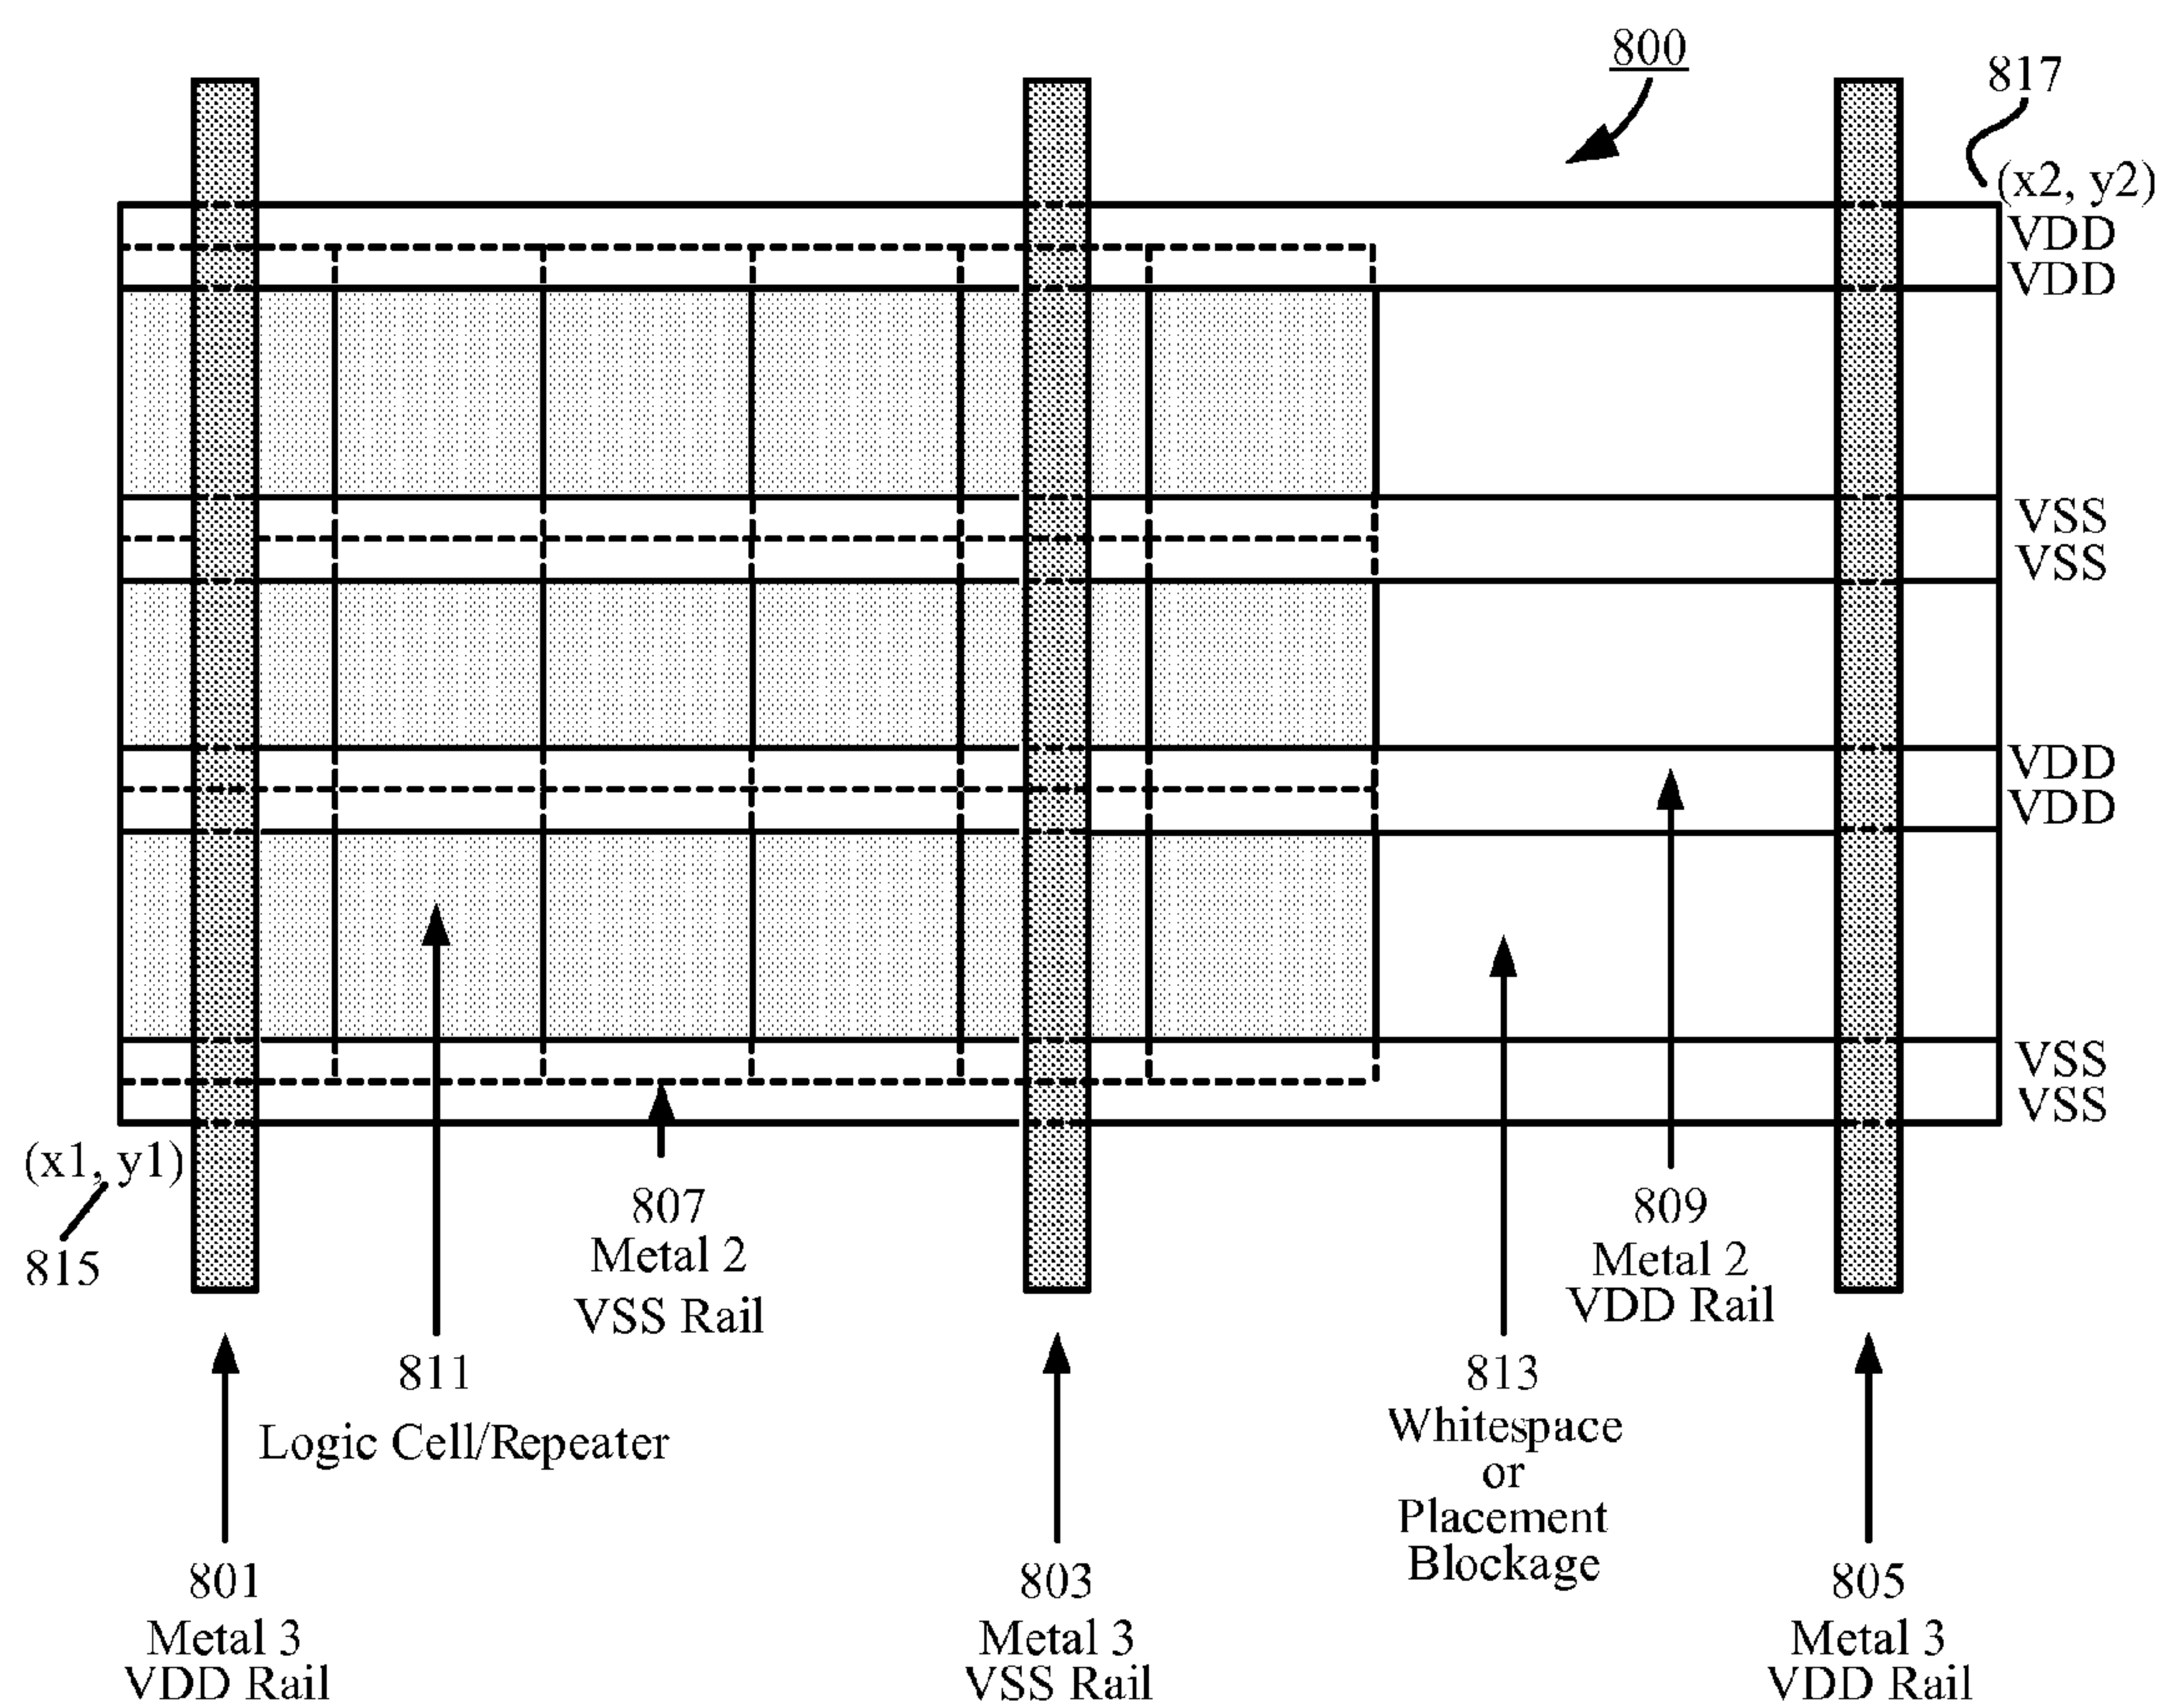 800
817
(x2, y2)
VDD
VDD
VSS
VSS
VDD
VDD
VSS
VSS
(x1, y1)
815
807
Metal 2
VSS Rail
809
Metal 2
VDD Rail
811
Logic Cell/Repeater
813
Whitespace
or
Placement
Blockage
801
Metal 3
VDD Rail
803
Metal 3
VSS Rail
805
Metal 3
VDD Rail